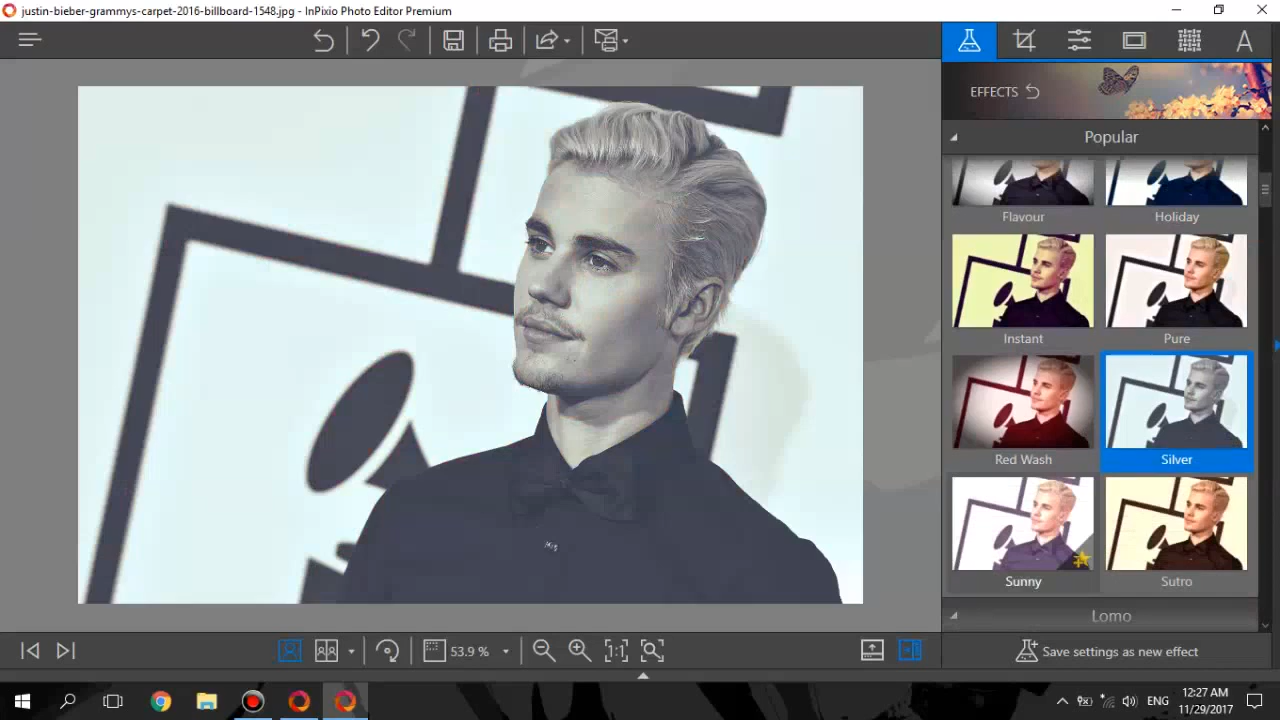 justin-bieber-grammys-carpet-2016-billboard-1548.jpg - InPixio Photo Editor Premium
EFFECTS
Popular
Flavour
Holiday
Instant
Pure
Red Wash
Silver
Sunny
Sutro
Lomo
53.9 %
1:1
Save settings as new effect
ENG
12:27 AM
11/29/2017